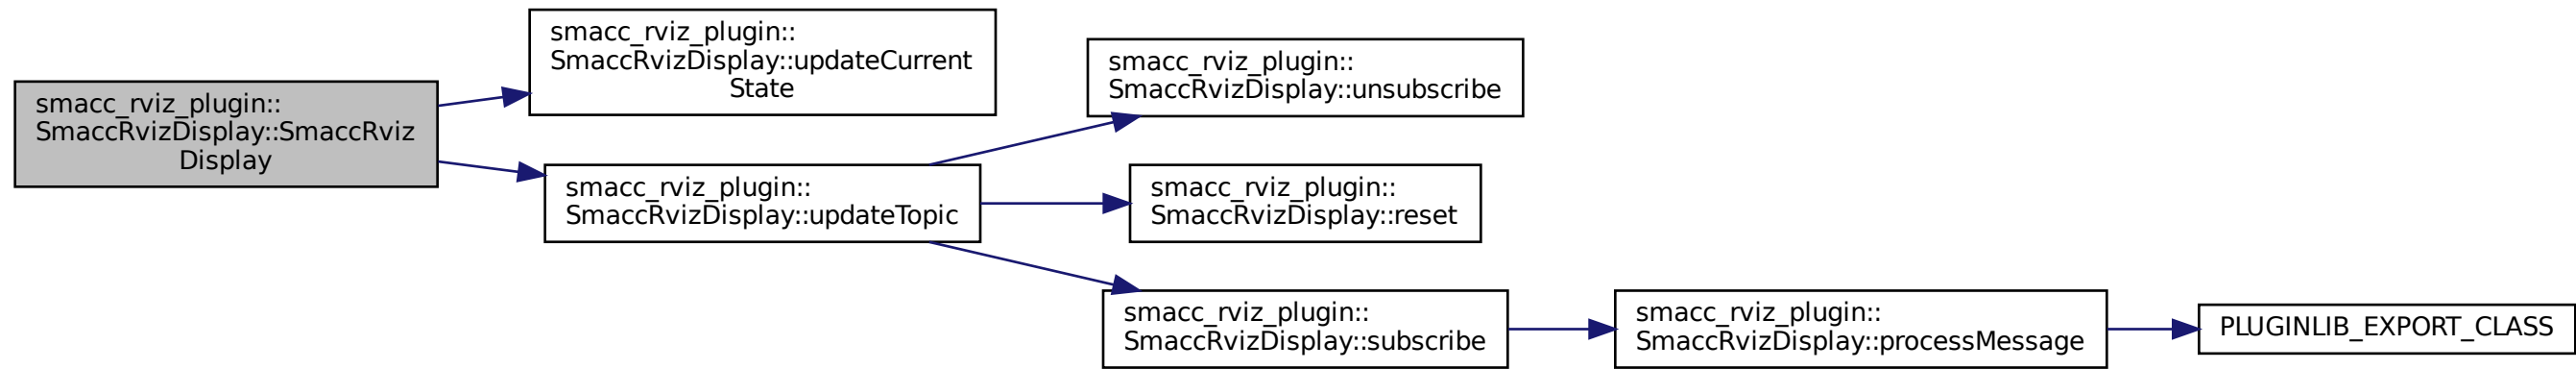 smacc_rviz_plugin::
SmaccRvizDisplay::SmaccRviz
Display
smacc_rviz_plugin::
SmaccRvizDisplay::updateCurrent
State
smacc_rviz_plugin::
SmaccRvizDisplay::updateTopic
smacc_rviz_plugin::
SmaccRvizDisplay::unsubscribe
smacc_rviz_plugin::
SmaccRvizDisplay::reset
smacc_rviz_plugin::
SmaccRvizDisplay::subscribe
smacc_rviz_plugin::
SmaccRvizDisplay::processMessage
PLUGINLIB_EXPORT_CLASS